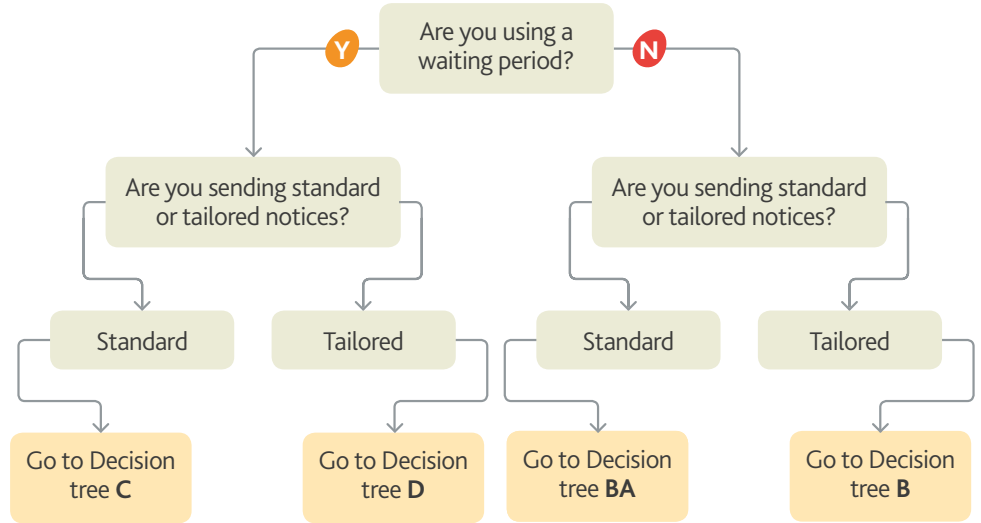 Are you using a
waiting period?
Y
N
Are you sending standard
or tailored notices?
Are you sending standard
or tailored notices?
Standard
Tailored
Standard
Tailored
Go to Decision
tree C
Go to Decision
tree D
Go to Decision
tree BA
Go to Decision
tree B